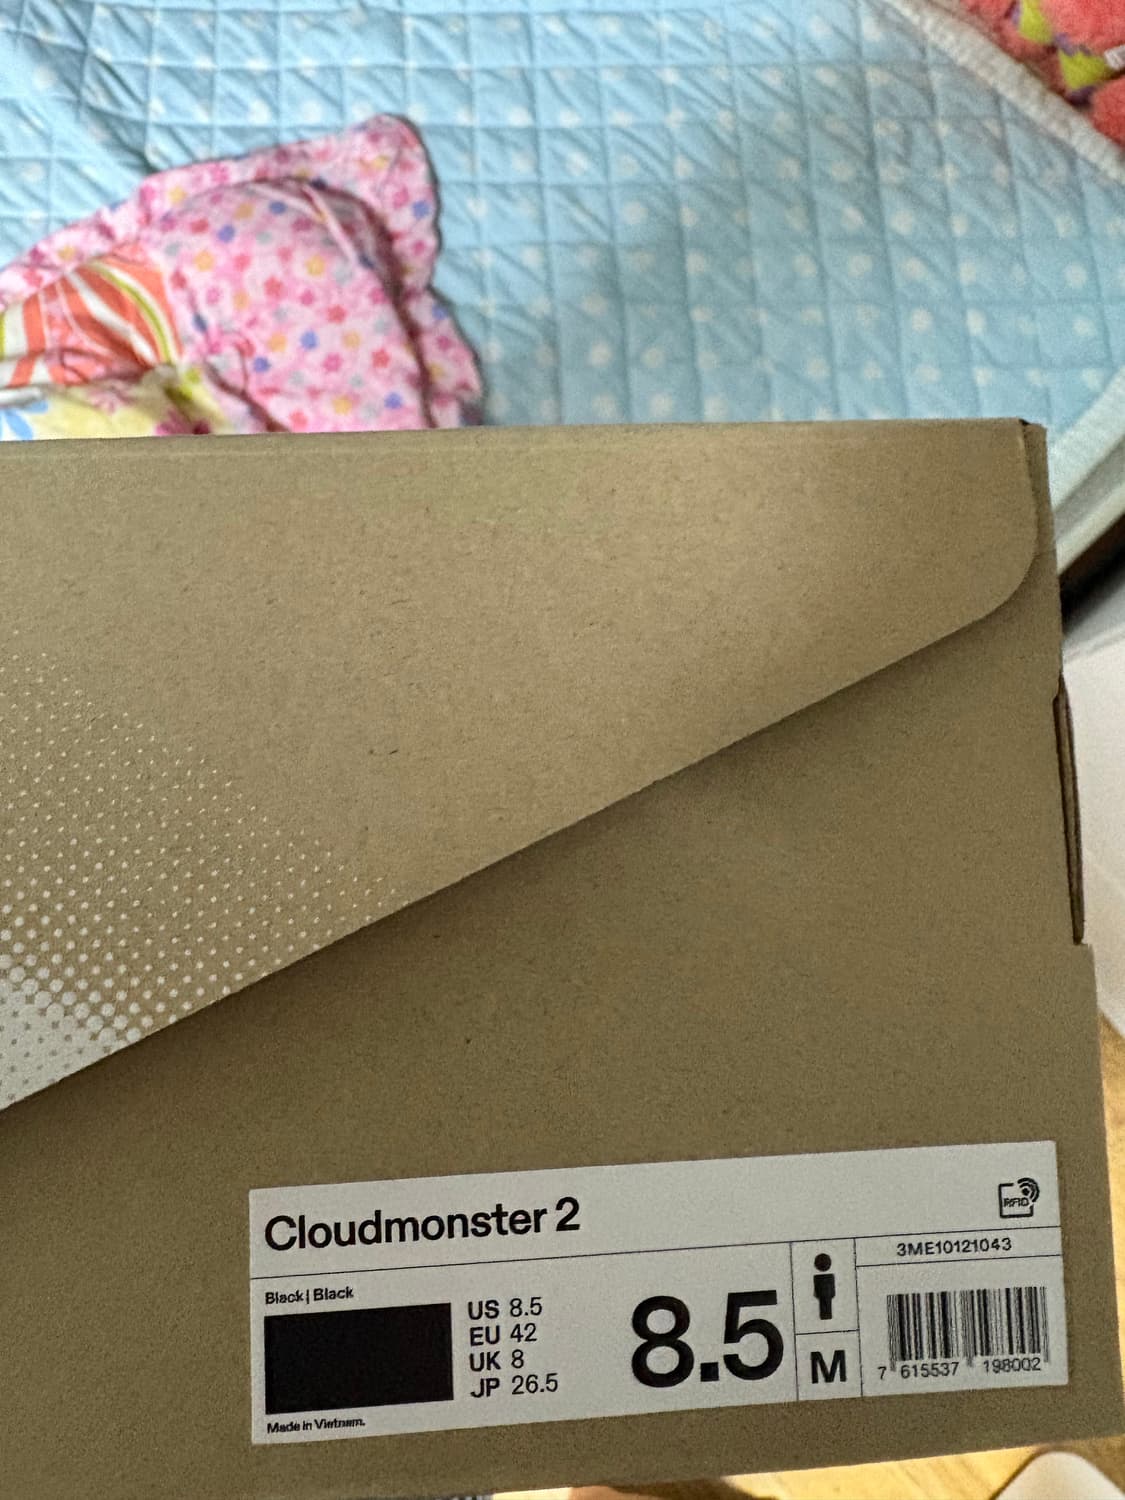 Cloudmonster 2
RFID
3ME10121043
Black | Black
US 8.5
EU 42
UK 8
JP 26.5
8.5
M
7 615537 198002
Made in Vietnam.